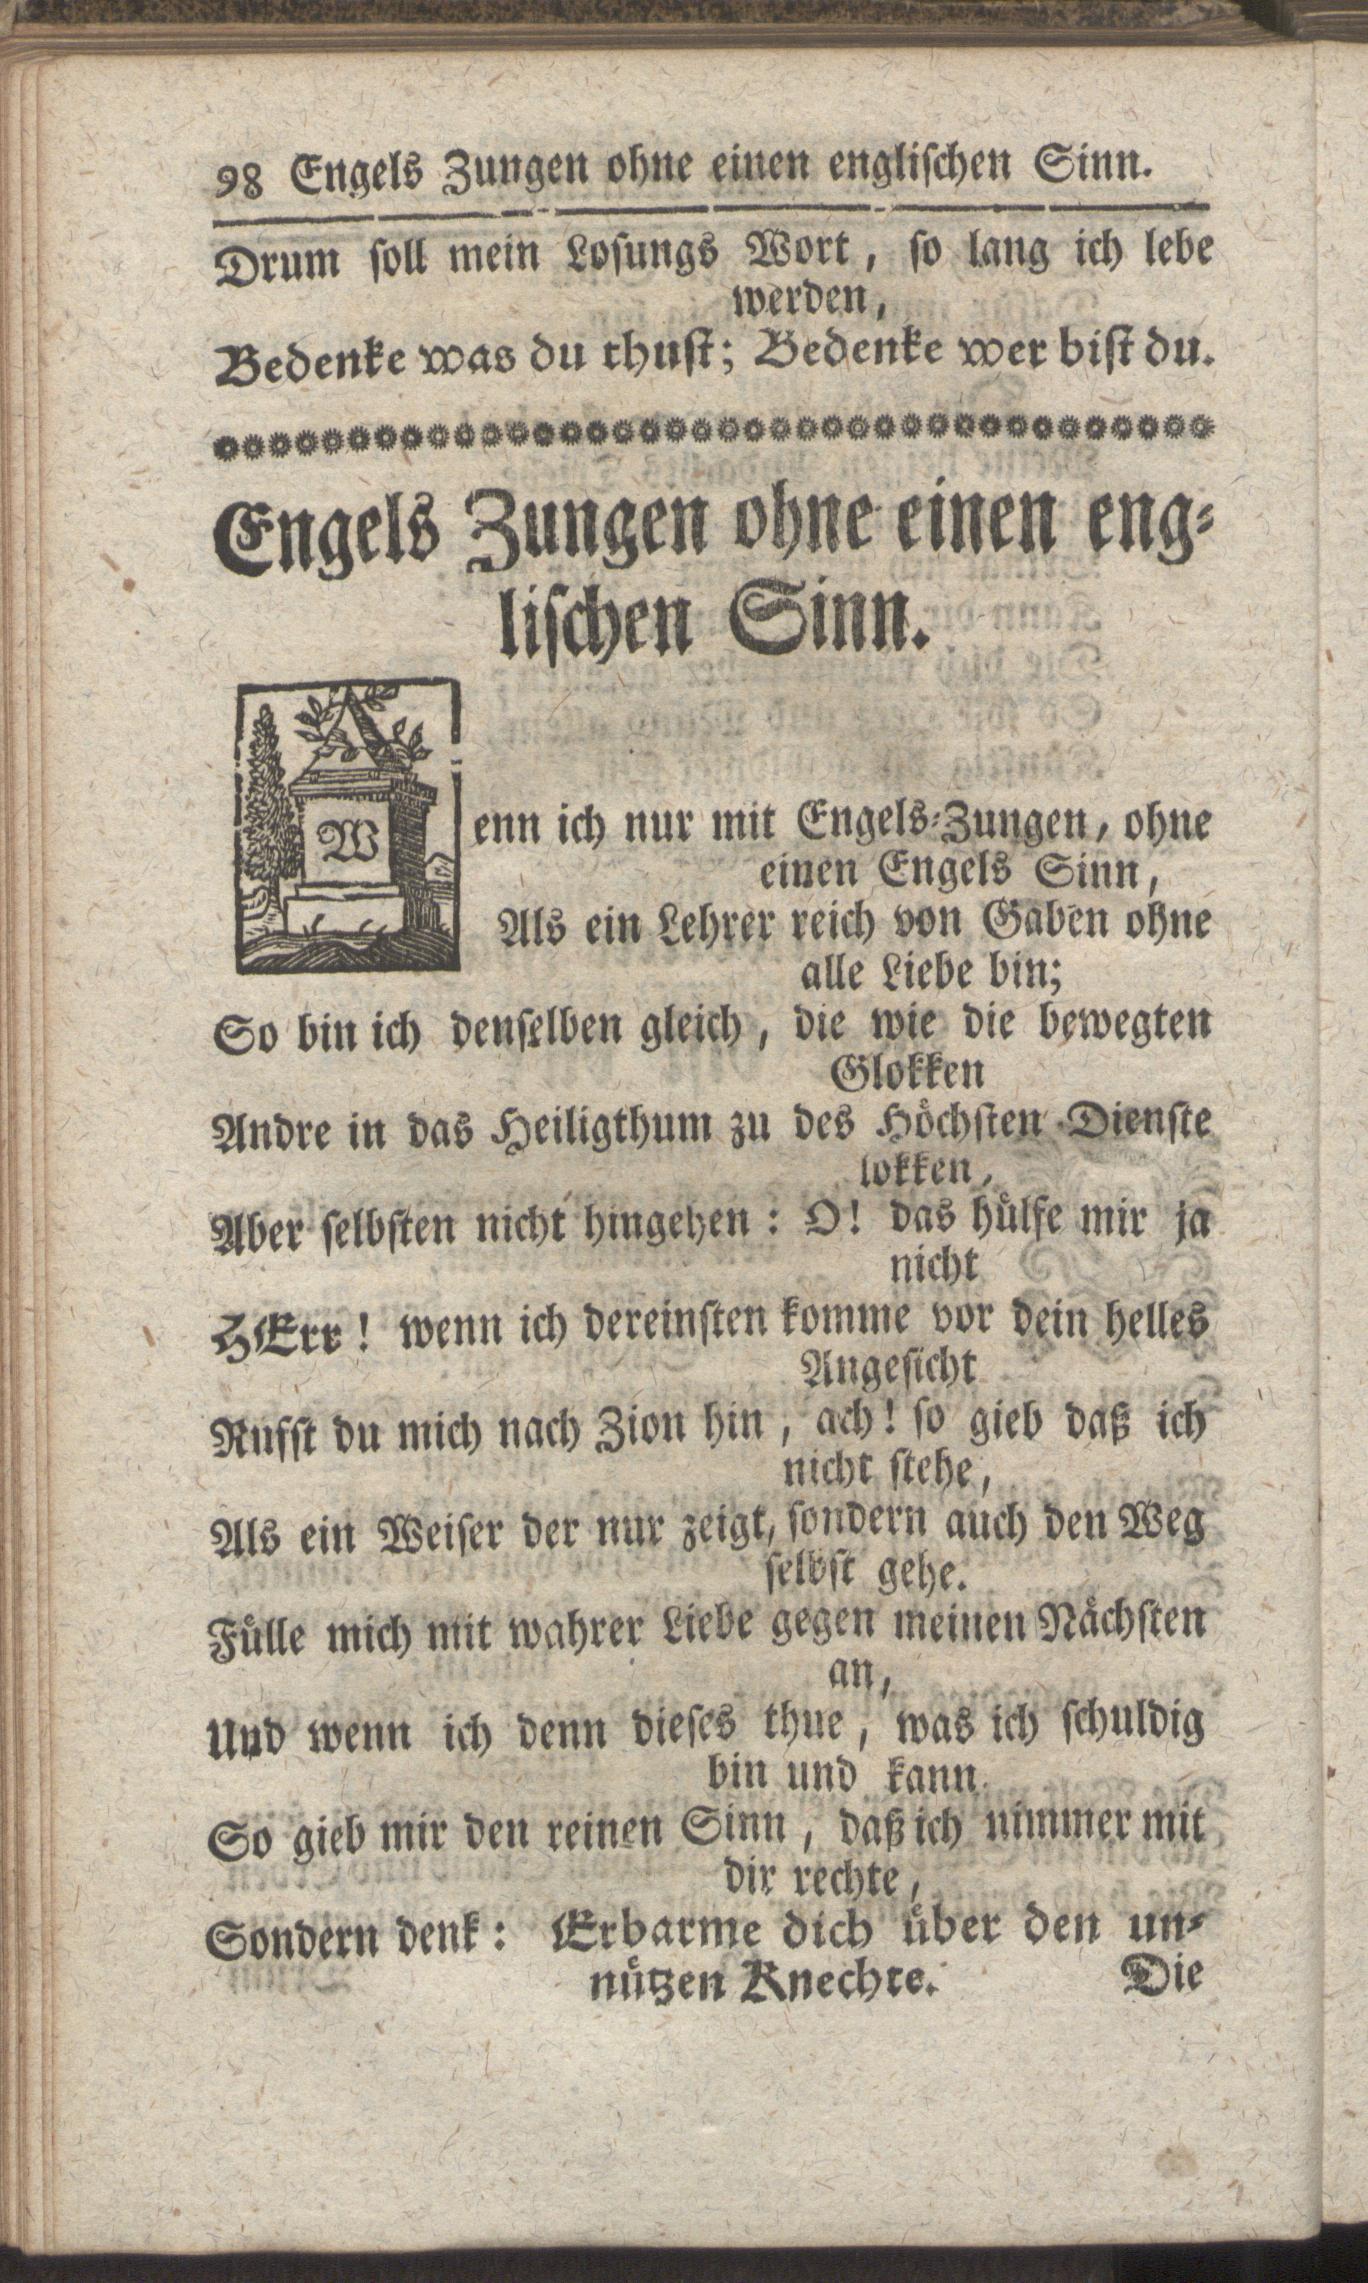 98 Engels Zungen ohne einen engliſchen Sinn.
Drum ſoll mein Loſungs Wort, ſo lang ich lebe
werden,
Bedenke was du thuſt; Bedenke wer biſt du.
Engels Zungen ohne einen eng⸗
liſchen Sinn.
Wenn ich nur mit Engels⸗Zungen, ohne
einen Engels Sinn,
Als ein Lehrer reich von Gaben ohne
alle Liebe bin;
So bin ich denſelben gleich, die wie die bewegten
Glokken
Andre in das Heiligthum zu des Höchſten Dienſte
lokken,
Aber ſelbſten nicht hingehen: O! das hülfe mir ja
nicht
HErr! wenn ich dereinſten komme vor dein helles
Angeſicht
Rufſt du mich nach Zion hin, ach! ſo gieb daß ich
nicht ſtehe,
Als ein Weiſer der nur zeigt, ſondern auch den Weg
ſelbſt gehe.
Fülle mich mit wahrer Liebe gegen meinen Nächſten
an,
Und wenn ich denn dieſes thue, was ich ſchuldig
bin und kann
So gieb mir den reinen Sinn, daß ich nimmer mit
dir rechte,
Sondern denk: Erbarme dich über den un⸗
nützen Knechte.
Die